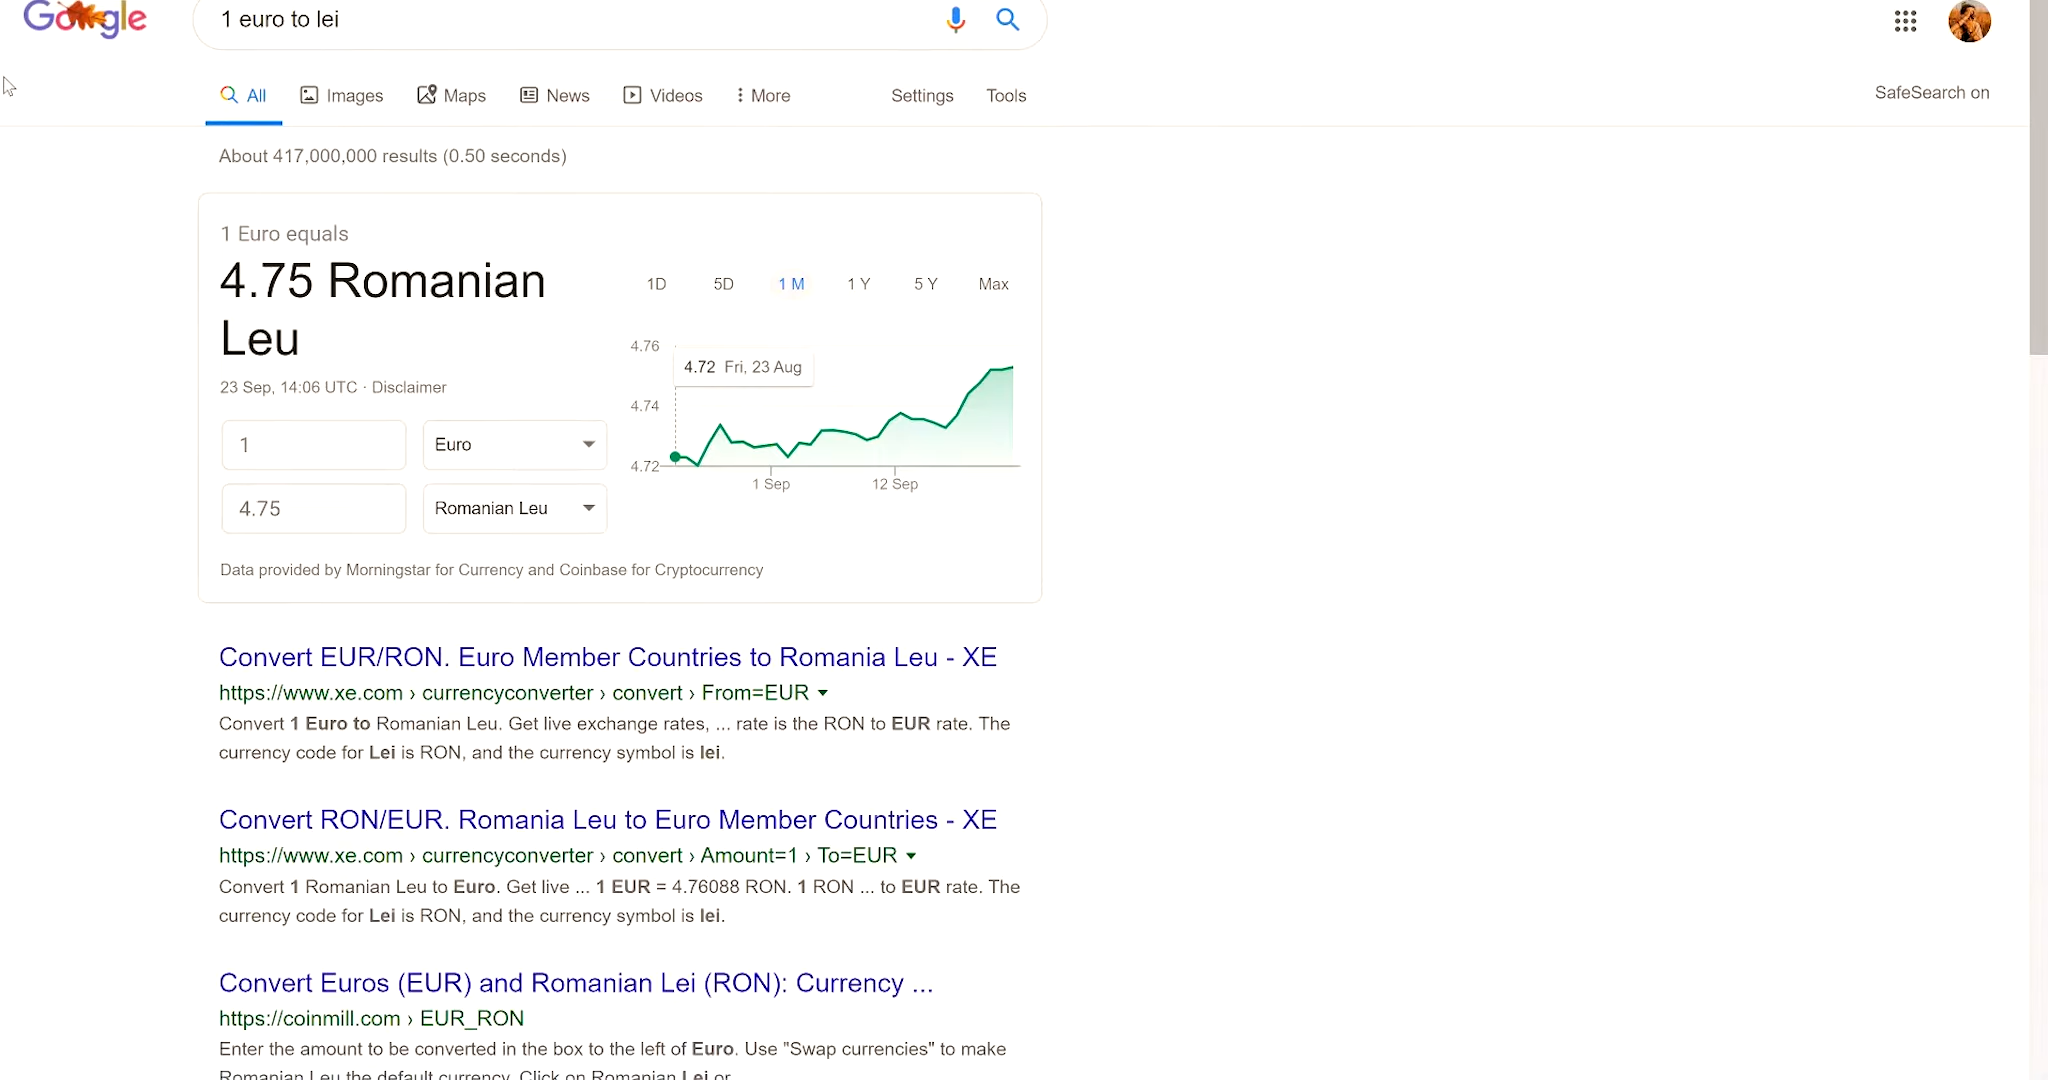 Google
1 euro to lei
All Images Maps News Videos More Settings Tools
SafeSearch on
About 417,000,000 results (0.50 seconds)
1 Euro equals
4.75 Romanian
Leu
23 Sep, 14:06 UTC · Disclaimer
1 Euro
4.75 Romanian Leu
1D 5D 1 M 1 Y 5 Y Max
4.76
4.72 Fri, 23 Aug
4.74
4.72
1 Sep 12 Sep
Data provided by Morningstar for Currency and Coinbase for Cryptocurrency
Convert EUR/RON. Euro Member Countries to Romania Leu - XE
https://www.xe.com › currencyconverter › convert › From=EUR
Convert 1 Euro to Romanian Leu. Get live exchange rates, ... rate is the RON to EUR rate. The
currency code for Lei is RON, and the currency symbol is lei.
Convert RON/EUR. Romania Leu to Euro Member Countries - XE
https://www.xe.com › currencyconverter › convert › Amount=1 › To=EUR
Convert 1 Romanian Leu to Euro. Get live ... 1 EUR = 4.76088 RON. 1 RON ... to EUR rate. The
currency code for Lei is RON, and the currency symbol is lei.
Convert Euros (EUR) and Romanian Lei (RON): Currency ...
https://coinmill.com › EUR_RON
Enter the amount to be converted in the box to the left of Euro. Use "Swap currencies" to make
Romanian Leu the default currency. Click on Romanian Lei or